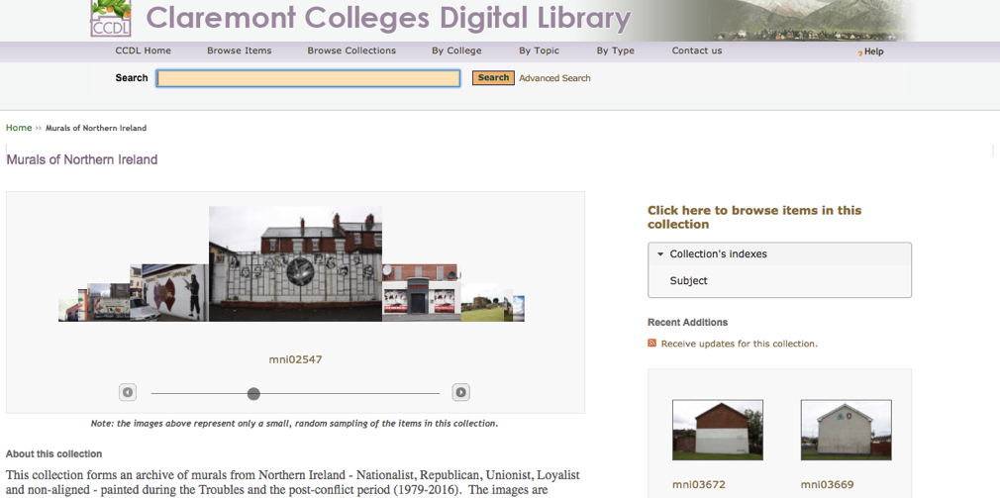 CCDL
Claremont Colleges Digital Library
CCDL Home Browse Items Browse Collections By College By Topic By Type Contact us ? Help
Search Search Advanced Search
Home » Murals of Northern Ireland
Murals of Northern Ireland
Click here to browse items in this
collection
Collection's indexes
Subject
Recent Additions
Receive updates for this collection.
mni02547
Note: the images above represent only a small, random sampling of the items in this collection.
About this collection
This collection forms an archive of murals from Northern Ireland - Nationalist, Republican, Unionist, Loyalist
and non-aligned - painted during the Troubles and the post-conflict period (1979-2016). The images are
mni03672 mni03669